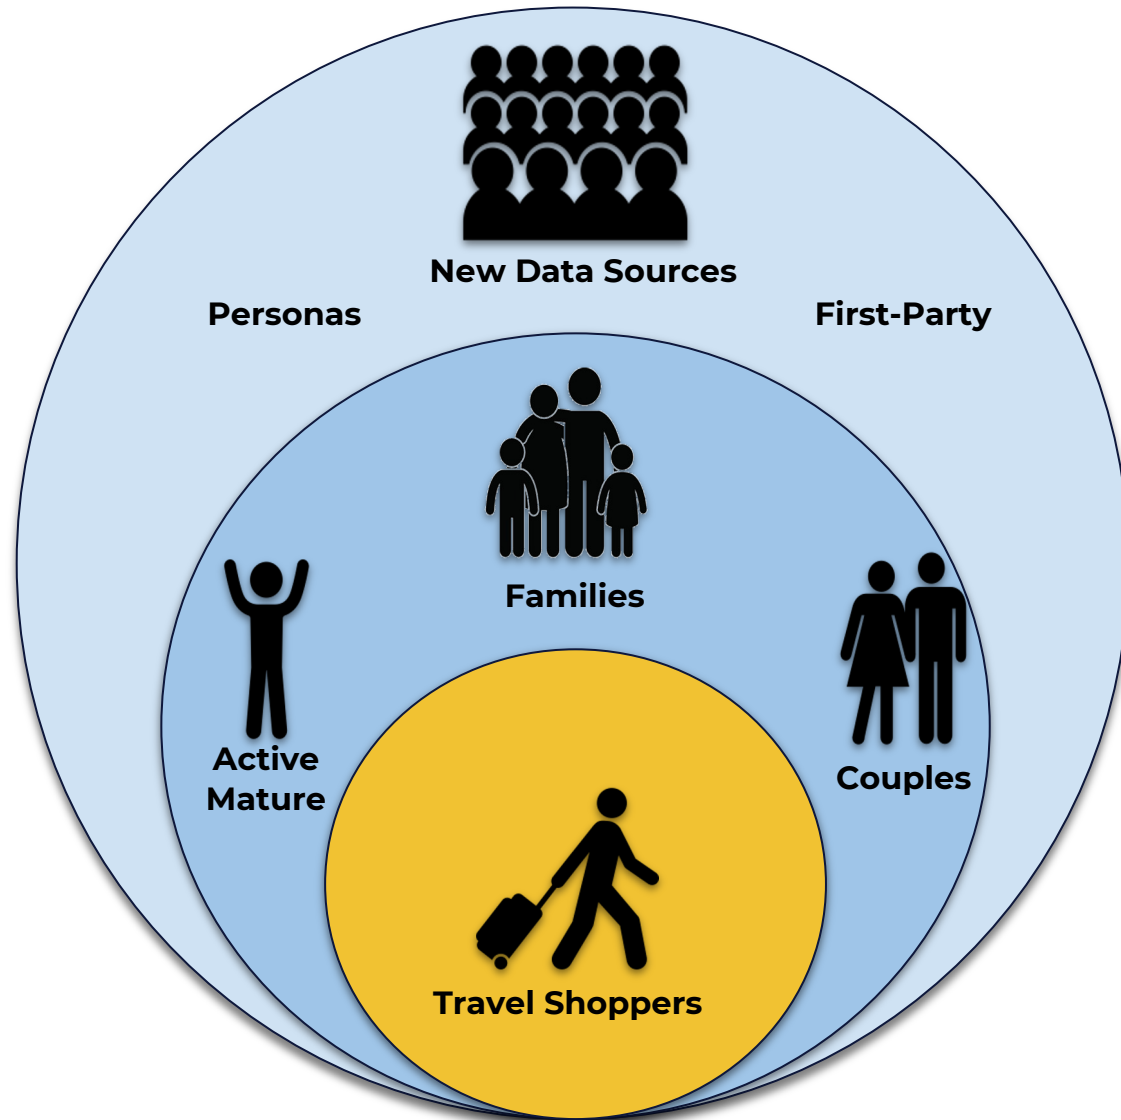 New Data Sources
Personas
First-Party
Families
Active
Mature
Couples
Travel Shoppers